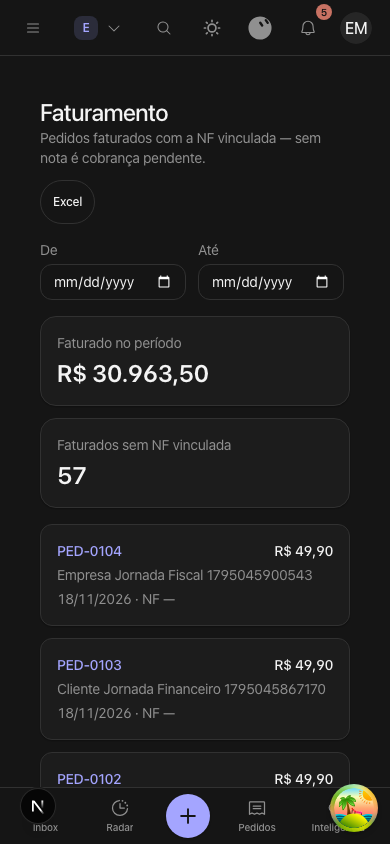 E
5
EM
Faturamento
Pedidos faturados com a NF vinculada — sem
nota é cobrança pendente.
Excel
De
Até
mm/dd/yyyy
mm/dd/yyyy
Faturado no período
R$ 30.963,50
Faturados sem NF vinculada
57
PED-0104
R$ 49,90
Empresa Jornada Fiscal 1795045900543
18/11/2026 · NF —
PED-0103
R$ 49,90
Cliente Jornada Financeiro 1795045867170
18/11/2026 · NF —
PED-0102
R$ 49,90
N
Inbox
Radar
Pedidos